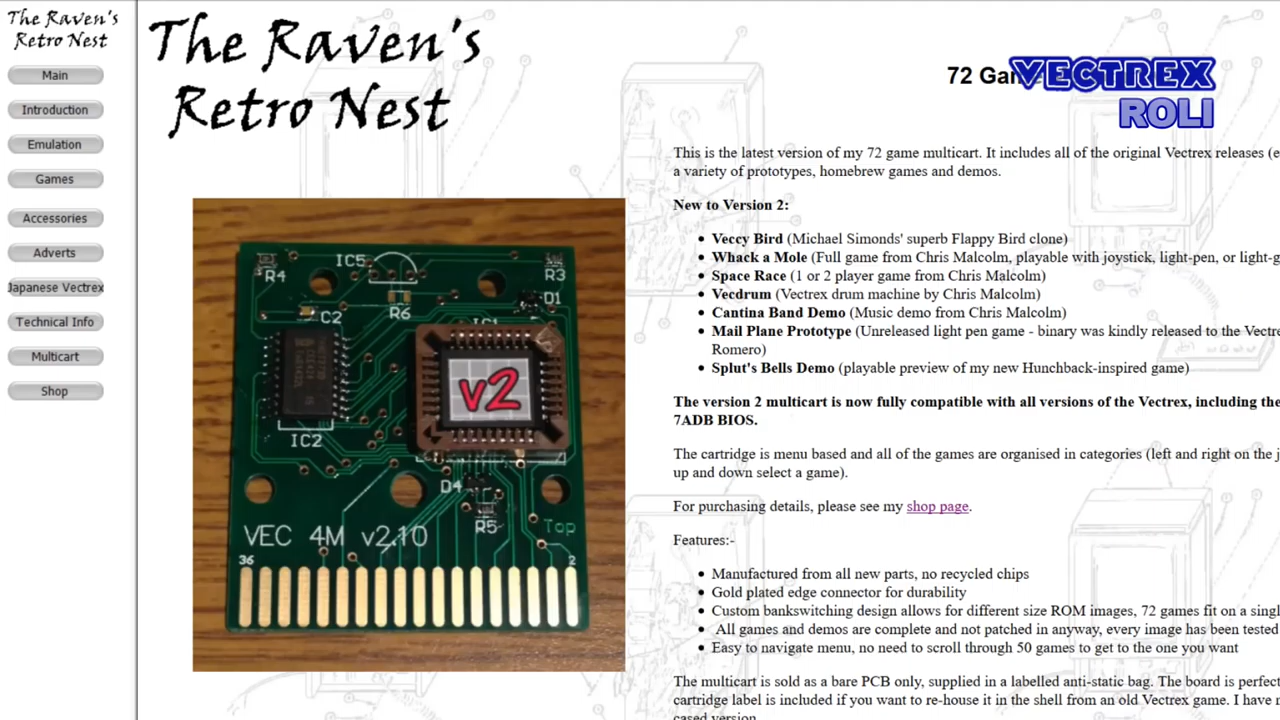 The Raven's
Retro Nest
Main
Introduction
Emulation
Games
Accessories
Adverts
Japanese Vectrex
Technical Info
Multicart
Shop
The Raven's
Retro Nest
72 Gam
VECTREX
ROLI
This is the latest version of my 72 game multicart. It includes all of the original Vectrex releases (e
a variety of prototypes, homebrew games and demos.
New to Version 2:
• Veccy Bird (Michael Simonds' superb Flappy Bird clone)
• Whack a Mole (Full game from Chris Malcolm, playable with joystick, light-pen, or light-g
• Space Race (1 or 2 player game from Chris Malcolm)
• Vecdrum (Vectrex drum machine by Chris Malcolm)
• Cantina Band Demo (Music demo from Chris Malcolm)
• Mail Plane Prototype (Unreleased light pen game - binary was kindly released to the Vectre
Romero)
• Splut's Bells Demo (playable preview of my new Hunchback-inspired game)
The version 2 multicart is now fully compatible with all versions of the Vectrex, including the
7ADB BIOS.
The cartridge is menu based and all of the games are organised in categories (left and right on the j
up and down select a game).
For purchasing details, please see my shop page.
Features:-
• Manufactured from all new parts, no recycled chips
• Gold plated edge connector for durability
• Custom bankswitching design allows for different size ROM images, 72 games fit on a singl
• All games and demos are complete and not patched in anyway, every image has been tested
• Easy to navigate menu, no need to scroll through 50 games to get to the one you want
The multicart is sold as a bare PCB only, supplied in a labelled anti-static bag. The board is perfect
cartridge label is included if you want to re-house it in the shell from an old Vectrex game. I have n
cased version.
IC5
R4
R3
D1
R6
C2
IC1
v2
IC2
D4
R5
Top
VEC 4M v2.10
36
2